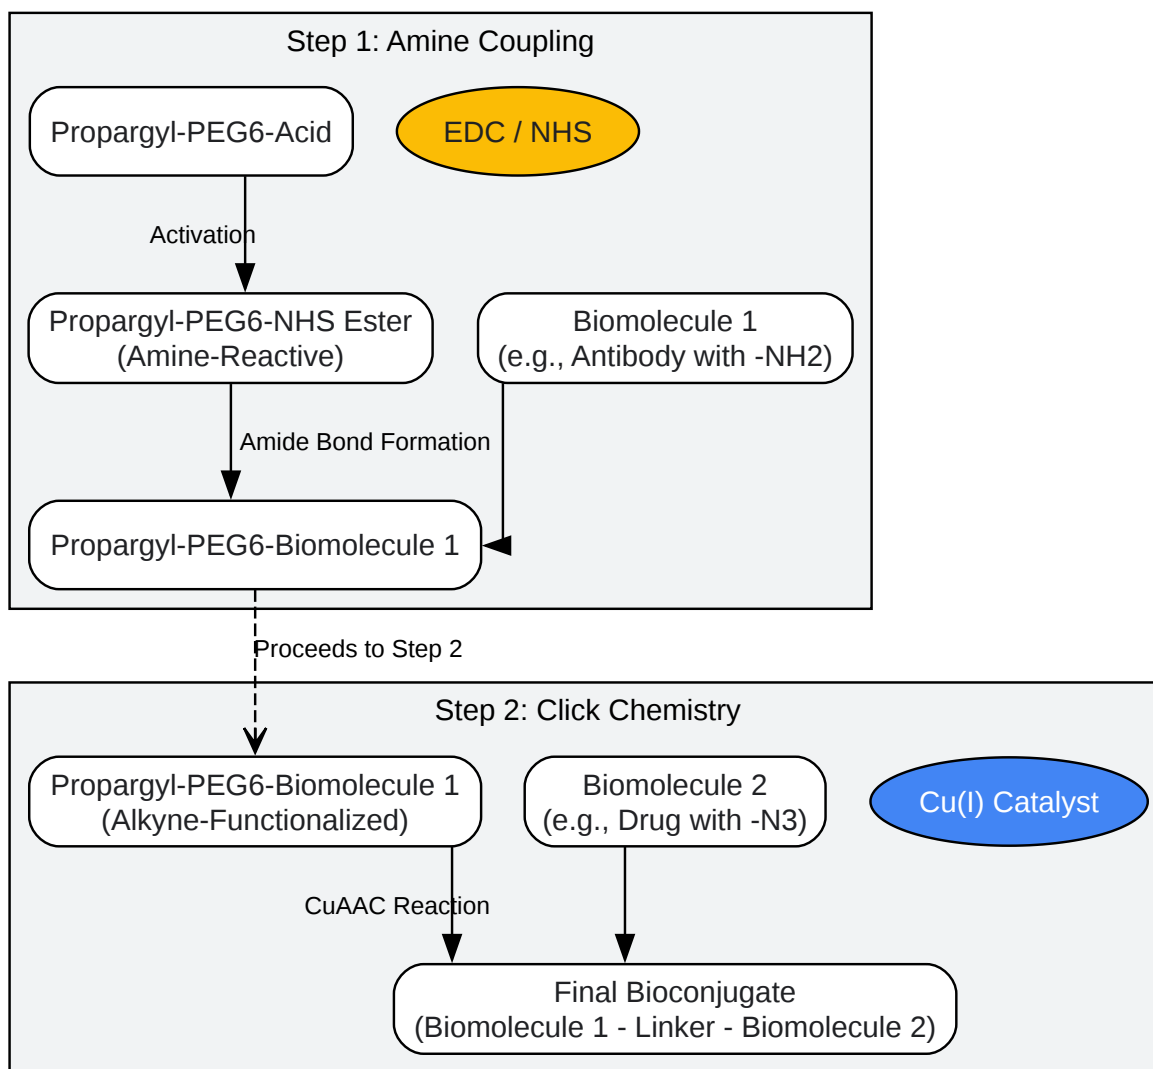 Step 1: Amine Coupling
Propargyl-PEG6-Acid
EDC / NHS
Activation
Propargyl-PEG6-NHS Ester
(Amine-Reactive)
Biomolecule 1
(e.g., Antibody with -NH2)
Amide Bond Formation
Propargyl-PEG6-Biomolecule 1
Proceeds to Step 2
Step 2: Click Chemistry
Propargyl-PEG6-Biomolecule 1
(Alkyne-Functionalized)
Biomolecule 2
(e.g., Drug with -N3)
Cu(I) Catalyst
CuAAC Reaction
Final Bioconjugate
(Biomolecule 1 - Linker - Biomolecule 2)